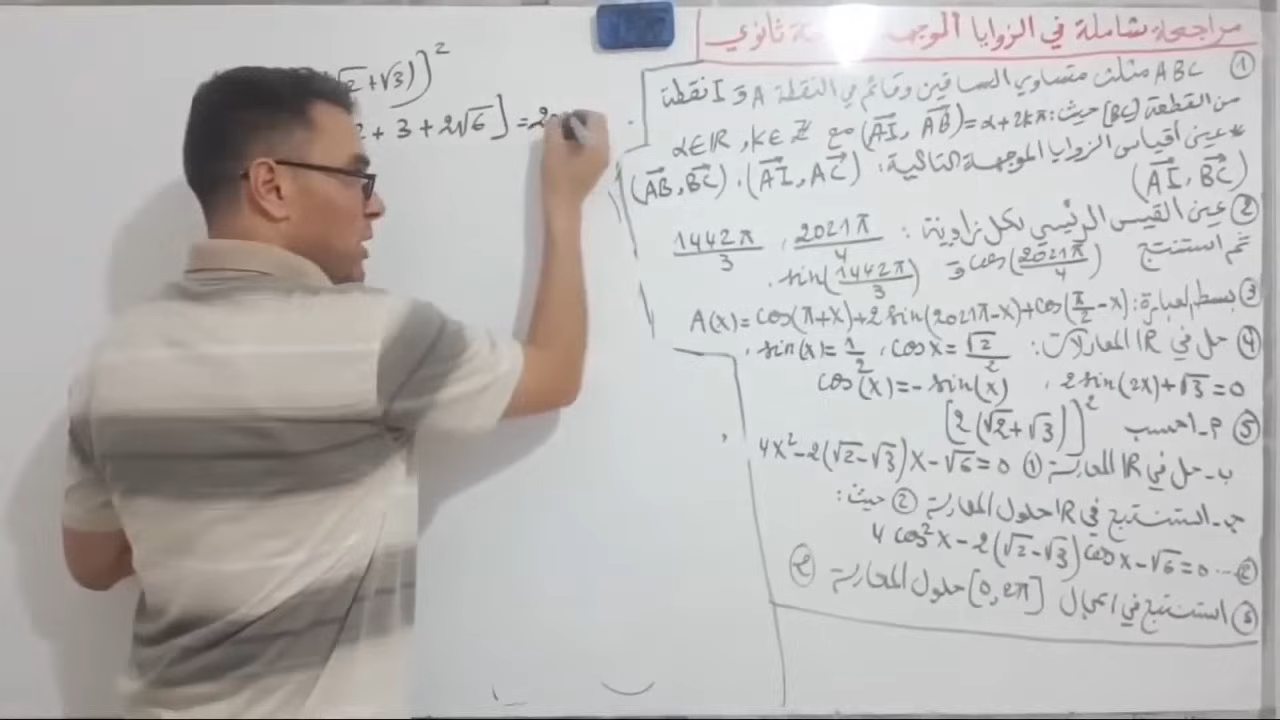 مراجعة شاملة في الزوايا الموجهة ثانوي
① ABC مثلث متساوي الساقين وقائم في النقطة A و I نقطة
من القطعة [BC] حيث: (AI, AB) = α + 2kπ مع k∈ℤ , α∈ℝ
* عين أقياس الزوايا الموجهة التالية: (AI, AC) , (AB, BC)
(AI, BC)
② عين القيس الرئيسي لكل زاوية: 2021π/4 , 1442π/3
ثم استنتج cos(2021π/4) و sin(1442π/3) .
③ بسط العبارة: A(x) = cos(π+x) + 2sin(2021π-x) + cos(π/2 - x)
④ حل في ℝ المعادلات: cos x = √2/2 , sin(x) = 1/2 ,
2sin(2x) + √3 = 0 , cos(x) = -sin(x)
⑤ أ- احسب [2(√2+√3)]²
ب- حل في ℝ المعادلة ① 4x² - 2(√2-√3)x - √6 = 0
ج- استنتج في ℝ حلول المعادلة ② حيث:
4cos²x - 2(√2-√3)cos x - √6 = 0 ...②
⑥ استنتج في المجال [0, 2π] حلول المعادلة ②
√2+√3)]²
2 + 3 + 2√6] = 2